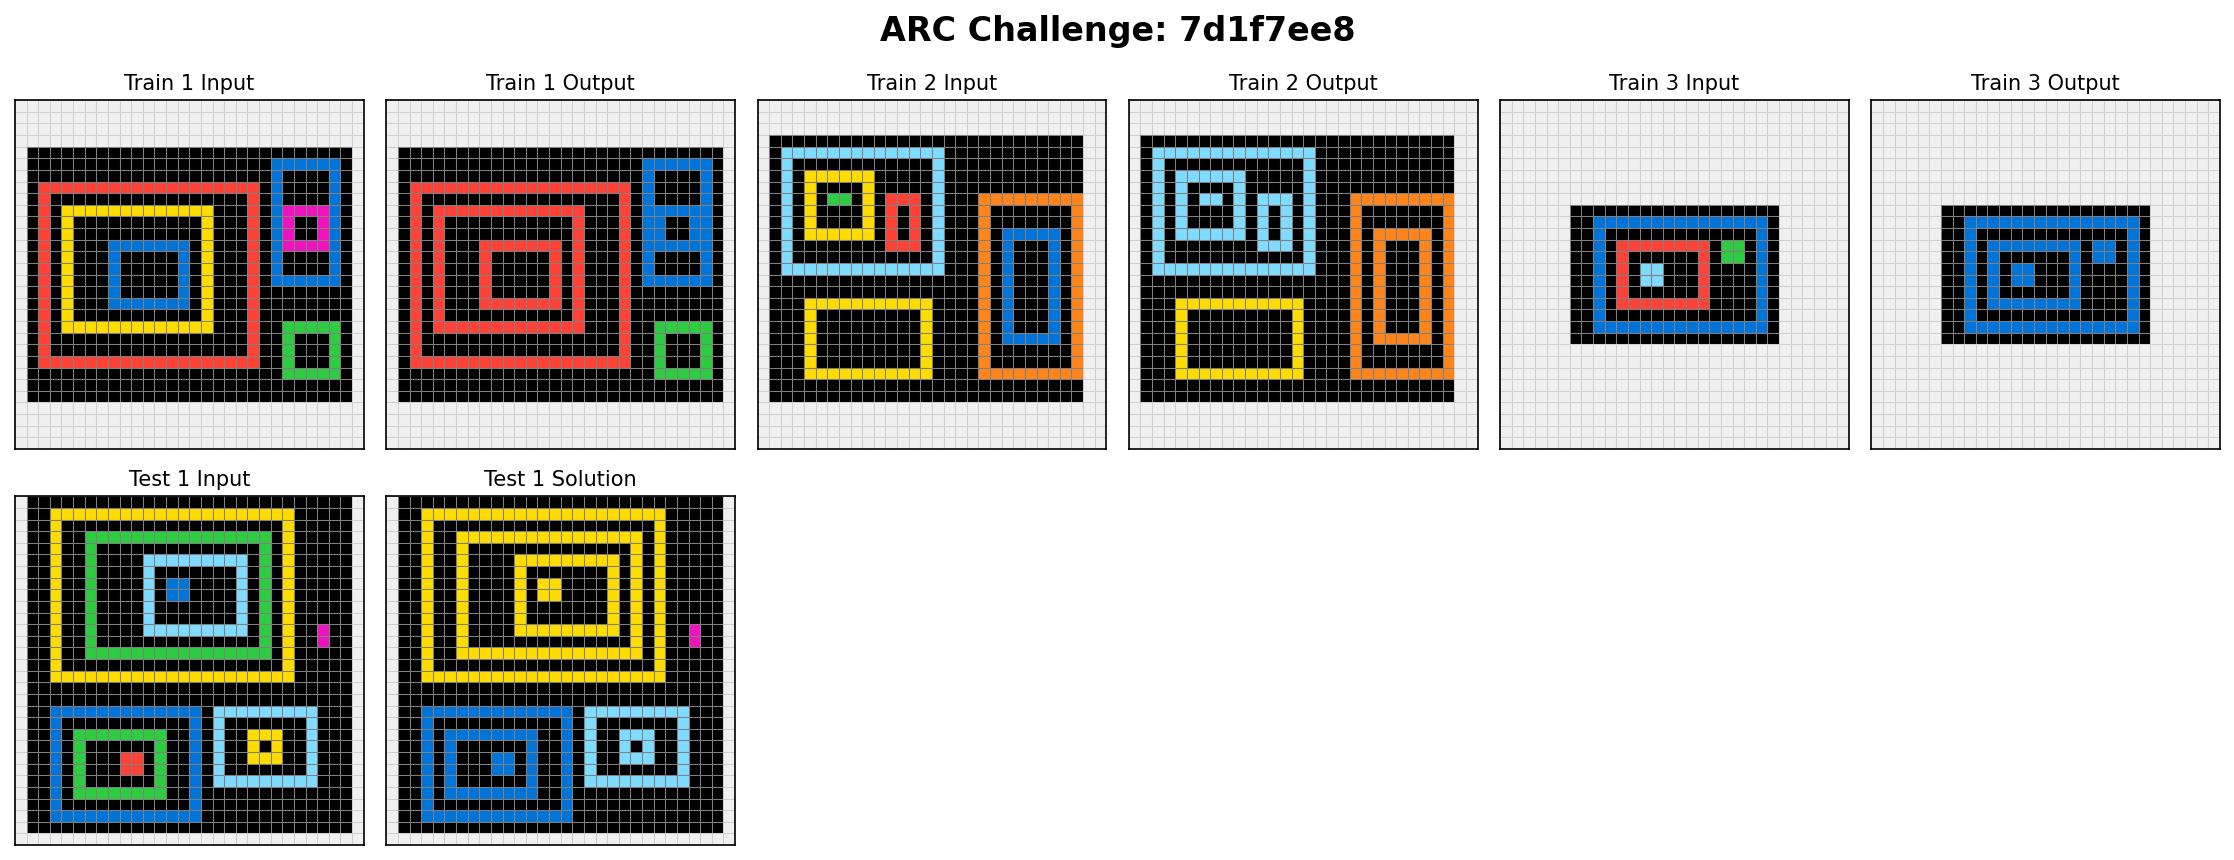 ARC Challenge: 7d1f7ee8
Train 1 Input
Train 1 Output
Train 2 Input
Train 2 Output
Train 3 Input
Train 3 Output
Test 1 Input
Test 1 Solution